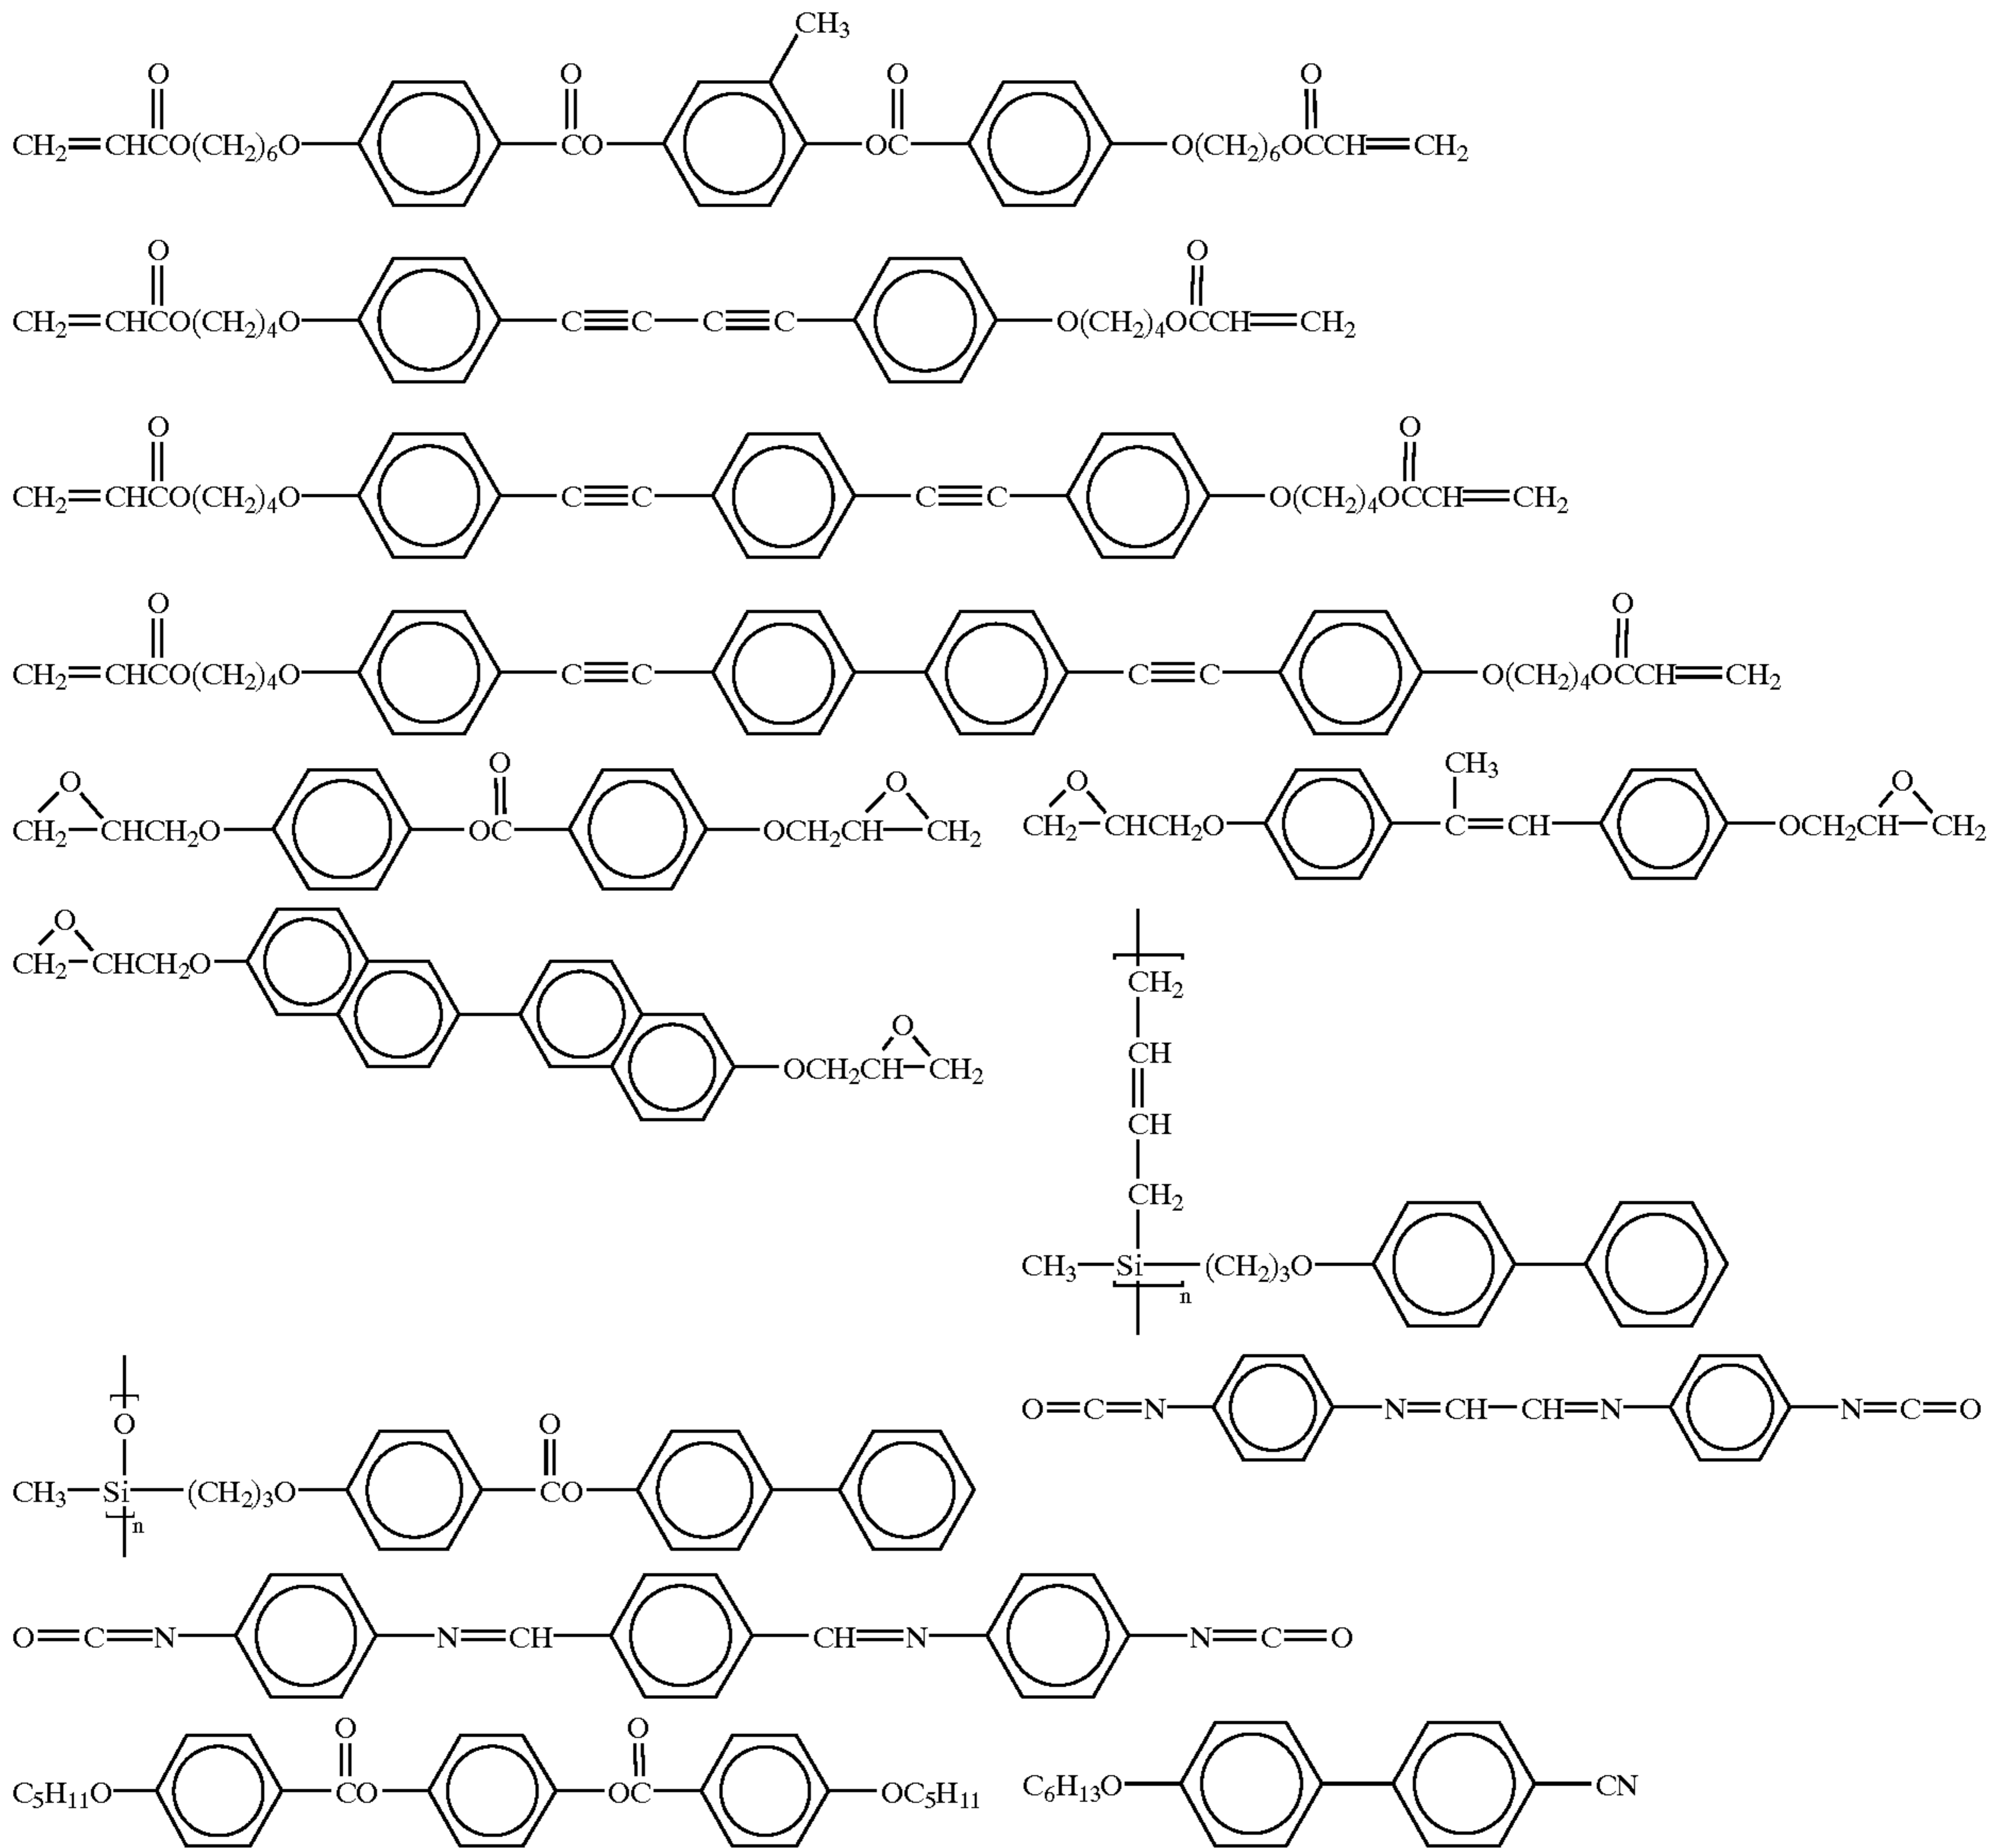 CH3
O O O O
CH2=CHCO(CH2)6O CO OC O(CH2)6OCCH=CH2
O O
CH2=CHCO(CH2)4O C≡C C≡C O(CH2)4OCCH=CH2
O O
CH2=CHCO(CH2)4O C≡C C≡C O(CH2)4OCCH=CH2
O O
CH2=CHCO(CH2)4O C≡C C≡C O(CH2)4OCCH=CH2
O O O
CH2 CHCH2O OC OCH2CH CH2
CH3
O O
CH2 CHCH2O C=CH OCH2CH CH2
O
CH2 CHCH2O
O
OCH2CH CH2
CH2
CH
CH
CH2
CH3 Si (CH2)3O
n
O O
CH3 Si (CH2)3O CO
n
O=C=N N=CH CH=N N=C=O
O=C=N N=CH CH=N N=C=O
O O
C5H11O CO OC OC5H11
C6H13O CN